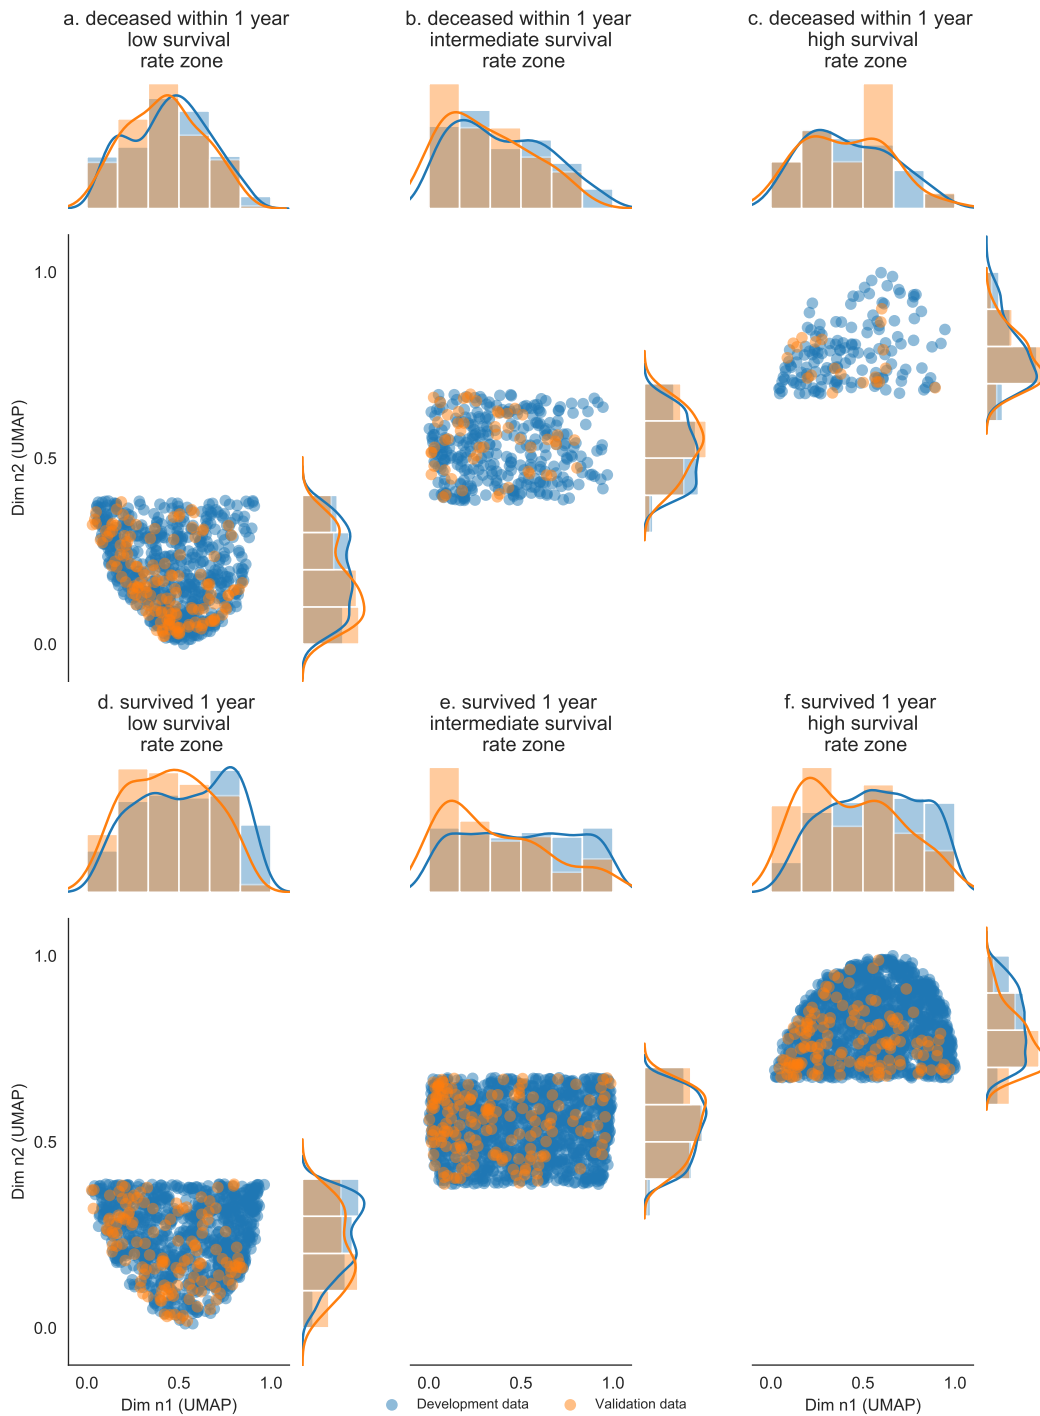 a. deceased within 1 year
low survival
rate zone
b. deceased within 1 year
intermediate survival
rate zone
c. deceased within 1 year
high survival
rate zone
1.0
0.5
0.0
Dim n2 (UMAP)
d. survived 1 year
low survival
rate zone
e. survived 1 year
intermediate survival
rate zone
f. survived 1 year
high survival
rate zone
1.0
0.5
0.0
Dim n2 (UMAP)
0.0 0.5 1.0
0.0 0.5 1.0
0.0 0.5 1.0
Dim n1 (UMAP)
Development data
Validation data
Dim n1 (UMAP)